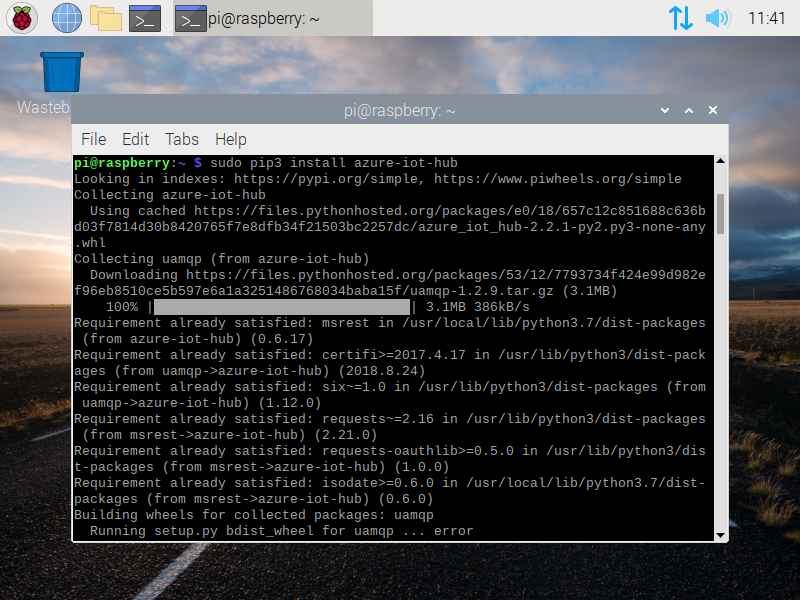 pi@raspberry: ~
11:41
Wasteb
pi@raspberry: ~
File Edit Tabs Help
pi@raspberry:~ $ sudo pip3 install azure-iot-hub
Looking in indexes: https://pypi.org/simple, https://www.piwheels.org/simple
Collecting azure-iot-hub
  Using cached https://files.pythonhosted.org/packages/e0/18/657c12c851688c636b
d03f7814d30b8420765f7e8dfb34f21503bc2257dc/azure_iot_hub-2.2.1-py2.py3-none-any
.whl
Collecting uamqp (from azure-iot-hub)
  Downloading https://files.pythonhosted.org/packages/53/12/7793734f424e99d982e
f96eb8510ce5b597e6a1a3251486768034baba15f/uamqp-1.2.9.tar.gz (3.1MB)
    100% | | 3.1MB 386kB/s
Requirement already satisfied: msrest in /usr/local/lib/python3.7/dist-packages
 (from azure-iot-hub) (0.6.17)
Requirement already satisfied: certifi>=2017.4.17 in /usr/lib/python3/dist-pack
ages (from uamqp->azure-iot-hub) (2018.8.24)
Requirement already satisfied: six~=1.0 in /usr/lib/python3/dist-packages (from
 uamqp->azure-iot-hub) (1.12.0)
Requirement already satisfied: requests~=2.16 in /usr/lib/python3/dist-packages
 (from msrest->azure-iot-hub) (2.21.0)
Requirement already satisfied: requests-oauthlib>=0.5.0 in /usr/lib/python3/dis
t-packages (from msrest->azure-iot-hub) (1.0.0)
Requirement already satisfied: isodate>=0.6.0 in /usr/local/lib/python3.7/dist-
packages (from msrest->azure-iot-hub) (0.6.0)
Building wheels for collected packages: uamqp
  Running setup.py bdist_wheel for uamqp ... error